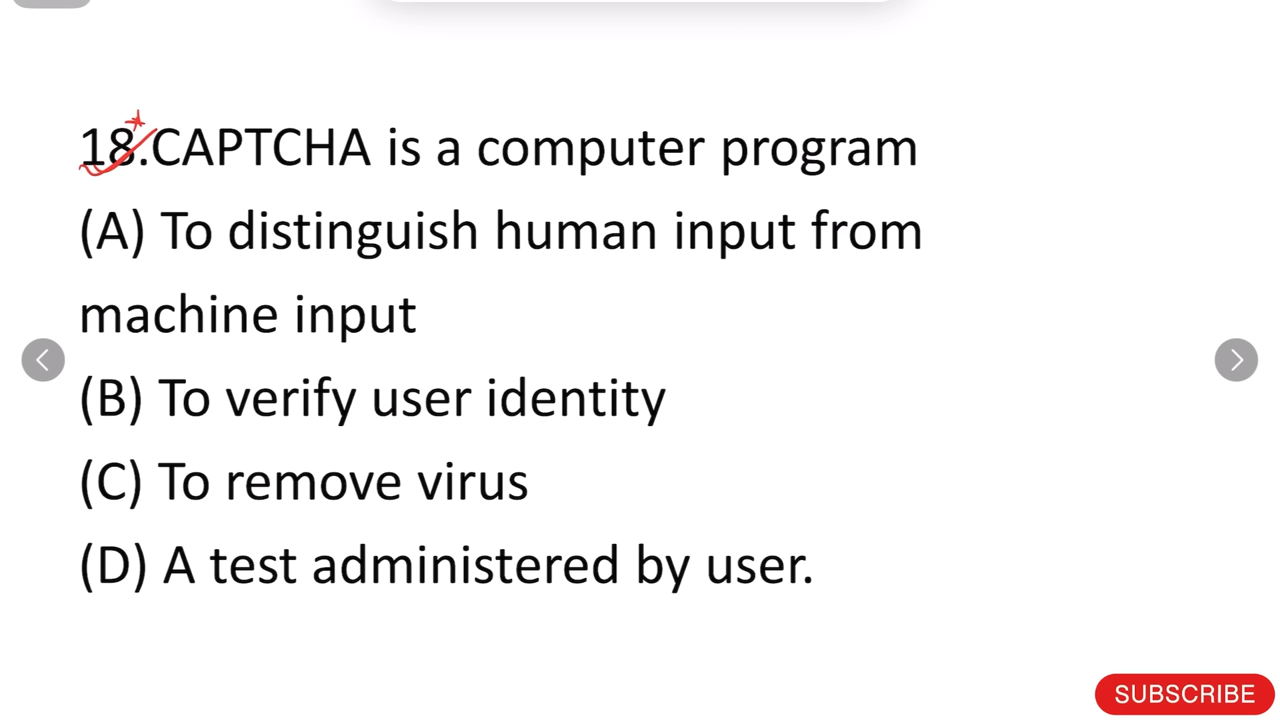 18.CAPTCHA is a computer program
(A) To distinguish human input from
machine input
(B) To verify user identity
(C) To remove virus
(D) A test administered by user.
SUBSCRIBE